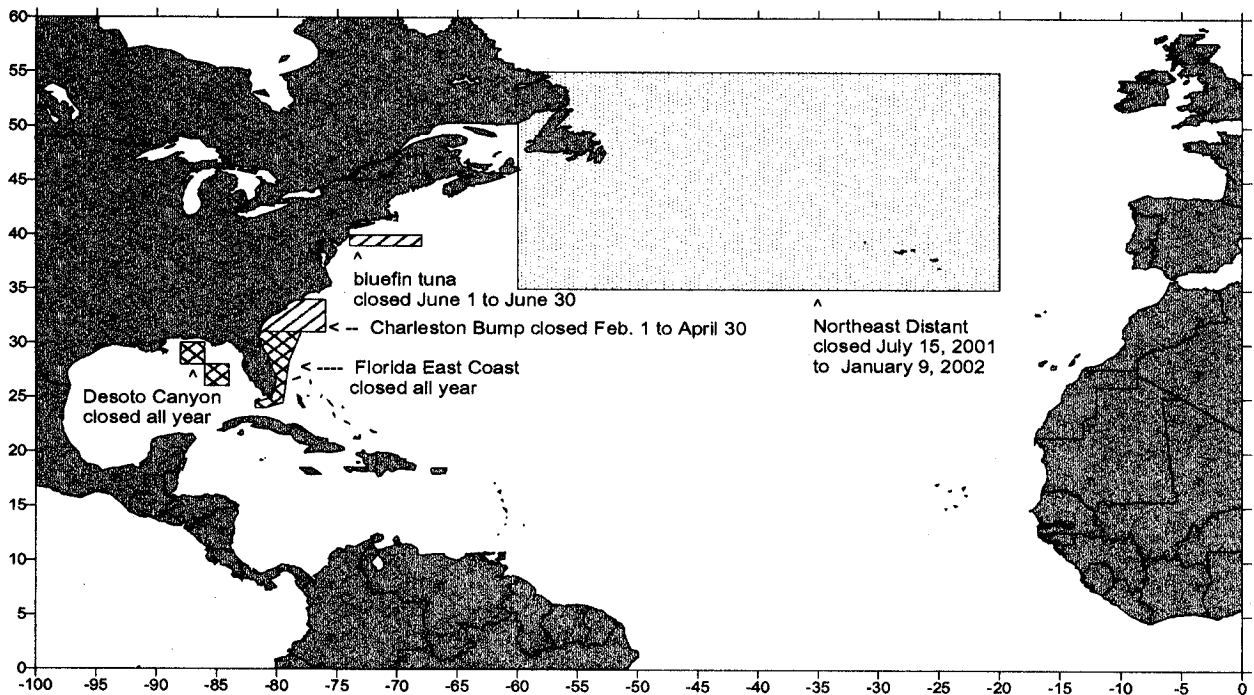 60
55
50
45
40
35
30
25
20
15
10
5
0
bluefin tuna
closed June 1 to June 30
< -- Charleston Bump closed Feb. 1 to April 30
< ---- Florida East Coast
closed all year
Desoto Canyon
closed all year
Northeast Distant
closed July 15, 2001
to January 9, 2002
-100 -95 -90 -85 -80 -75 -70 -65 -60 -55 -50 -45 -40 -35 -30 -25 -20 -15 -10 -5 0